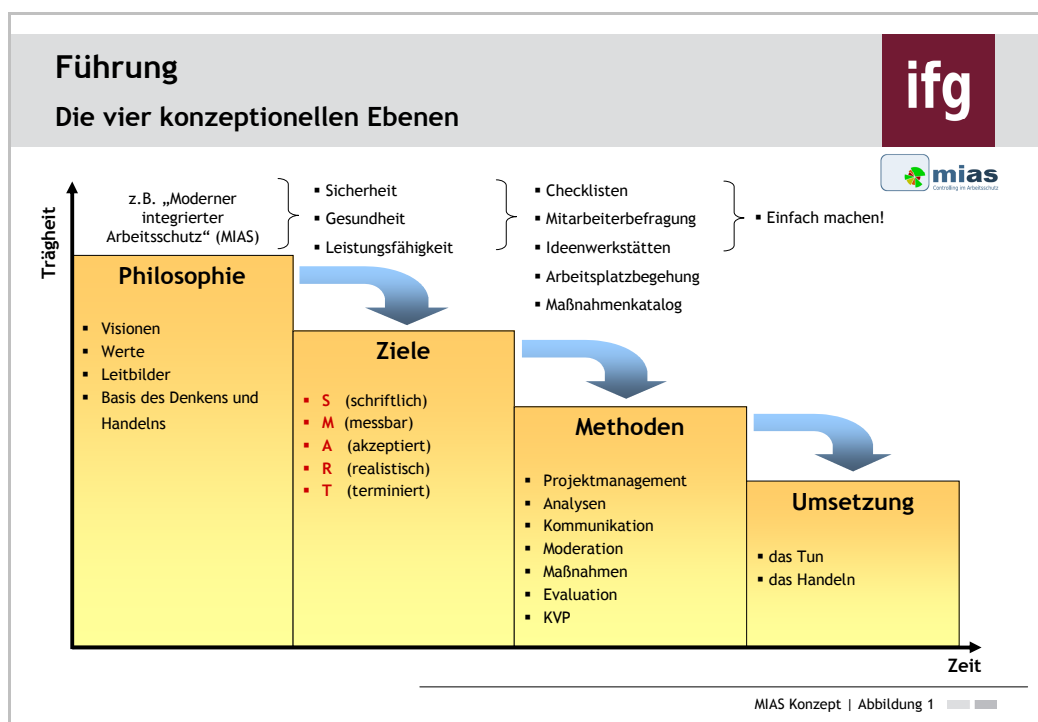 Führung
Die vier konzeptionellen Ebenen
ifg
mias
Controlling im Arbeitsschutz
Trägheit
z.B. „Moderner
integrierter
Arbeitsschutz“ (MIAS)
▪ Sicherheit
▪ Gesundheit
▪ Leistungsfähigkeit
▪ Checklisten
▪ Mitarbeiterbefragung
▪ Ideenwerkstätten
▪ Arbeitsplatzbegehung
▪ Maßnahmenkatalog
▪ Einfach machen!
Philosophie
▪ Visionen
▪ Werte
▪ Leitbilder
▪ Basis des Denkens und
Handelns
Ziele
▪ S (schriftlich)
▪ M (messbar)
▪ A (akzeptiert)
▪ R (realistisch)
▪ T (terminiert)
Methoden
▪ Projektmanagement
▪ Analysen
▪ Kommunikation
▪ Moderation
▪ Maßnahmen
▪ Evaluation
▪ KVP
Umsetzung
▪ das Tun
▪ das Handeln
Zeit
MIAS Konzept | Abbildung 1